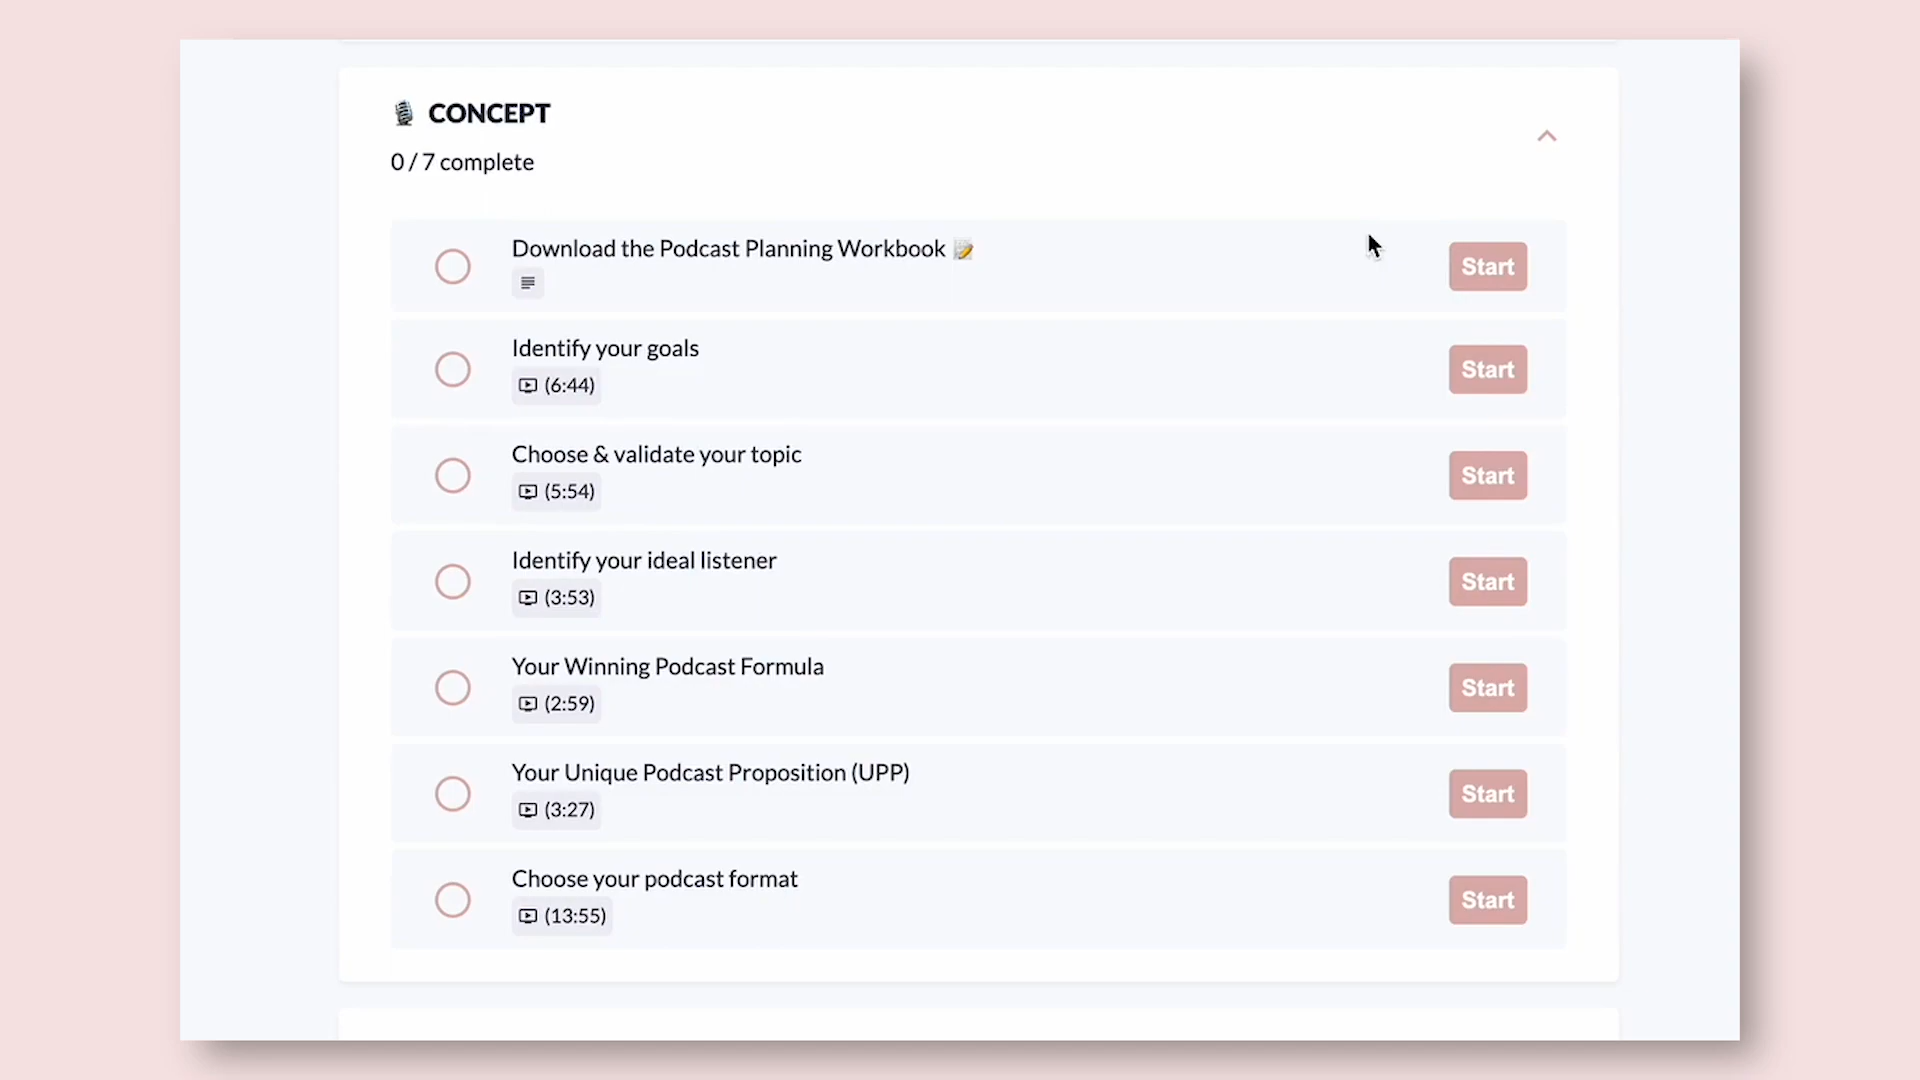 CONCEPT
0 / 7 complete
Download the Podcast Planning Workbook
Start
Identify your goals
(6:44)
Start
Choose & validate your topic
(5:54)
Start
Identify your ideal listener
(3:53)
Start
Your Winning Podcast Formula
(2:59)
Start
Your Unique Podcast Proposition (UPP)
(3:27)
Start
Choose your podcast format
(13:55)
Start